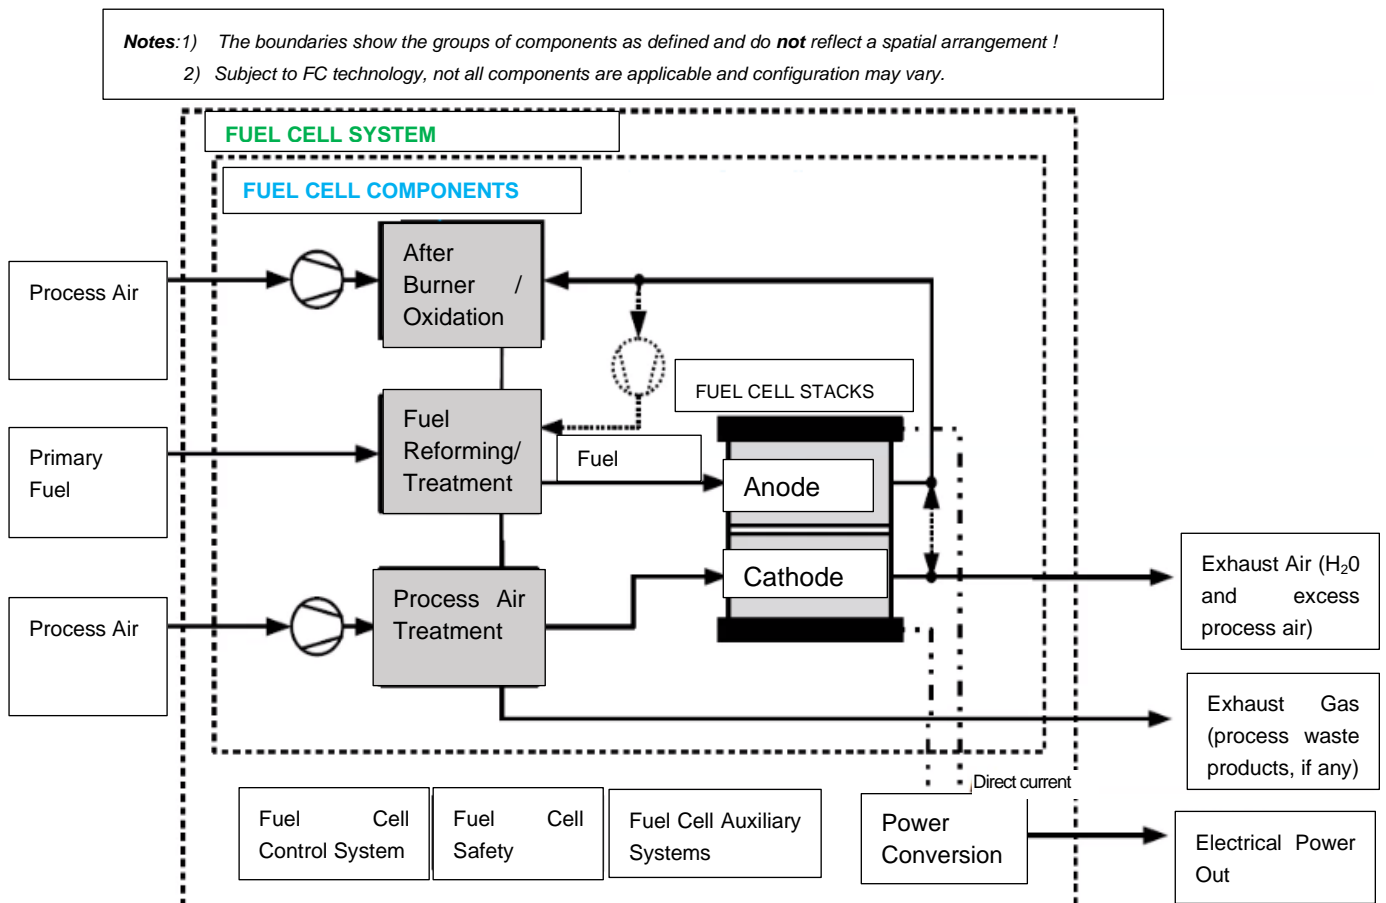 Notes:1) The boundaries show the groups of components as defined and do not reflect a spatial arrangement !
2) Subject to FC technology, not all components are applicable and configuration may vary.
FUEL CELL SYSTEM
FUEL CELL COMPONENTS
After
Burner /
Oxidation
Process Air
FUEL CELL STACKS
Fuel
Reforming/
Treatment
Fuel
Primary
Fuel
Anode
Cathode
Exhaust Air (H₂0
and excess
process air)
Process Air
Treatment
Process Air
Exhaust Gas
(process waste
products, if any)
Direct current
Fuel Cell
Control System
Fuel Cell
Safety
Fuel Cell Auxiliary
Systems
Power
Conversion
Electrical Power
Out